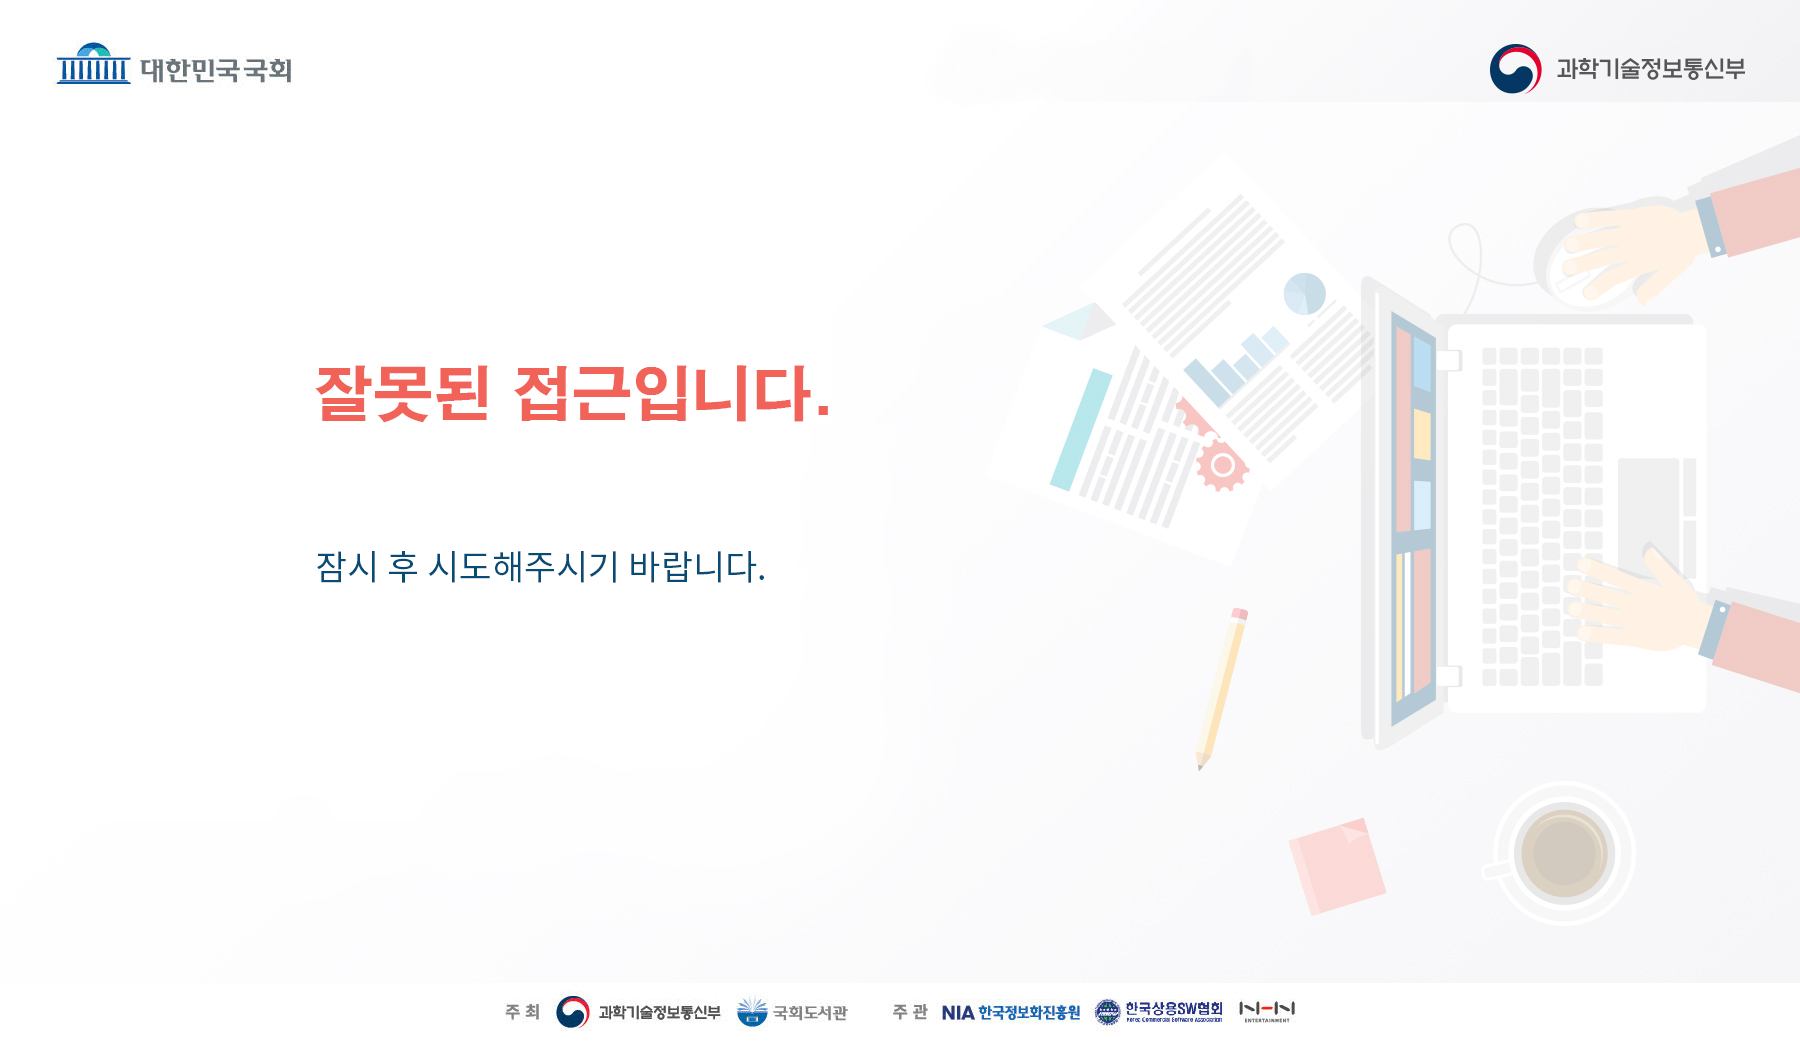 대한민국국회
과학기술정보통신부
잘못된 접근입니다.
잠시 후 시도해주시기 바랍니다.
주 최 과학기술정보통신부 국회도서관 주 관 NIA 한국정보화진흥원 한국상용SW협회 NHN
Korea Commercial Software Association ENTERTAINMENT